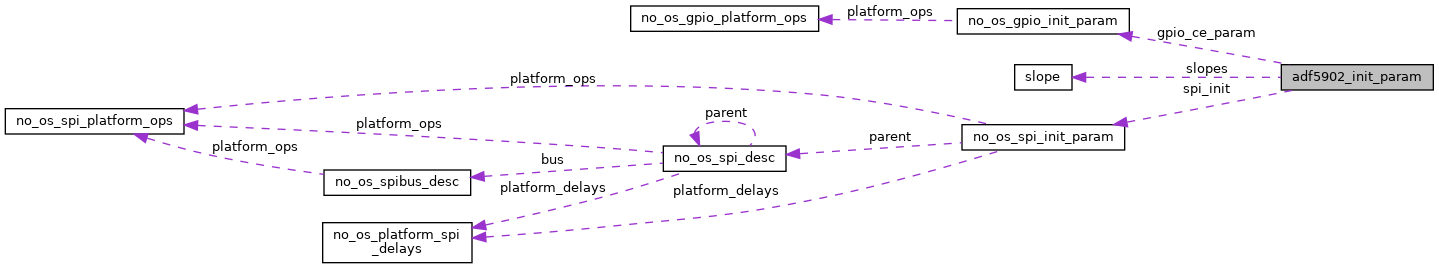 no_os_gpio_platform_ops
platform_ops
no_os_gpio_init_param
gpio_ce_param
slope
slopes
adf5902_init_param
spi_init
platform_ops
no_os_spi_platform_ops
platform_ops
parent
no_os_spi_init_param
parent
platform_ops
bus
no_os_spi_desc
no_os_spibus_desc
platform_delays
platform_delays
no_os_platform_spi
_delays